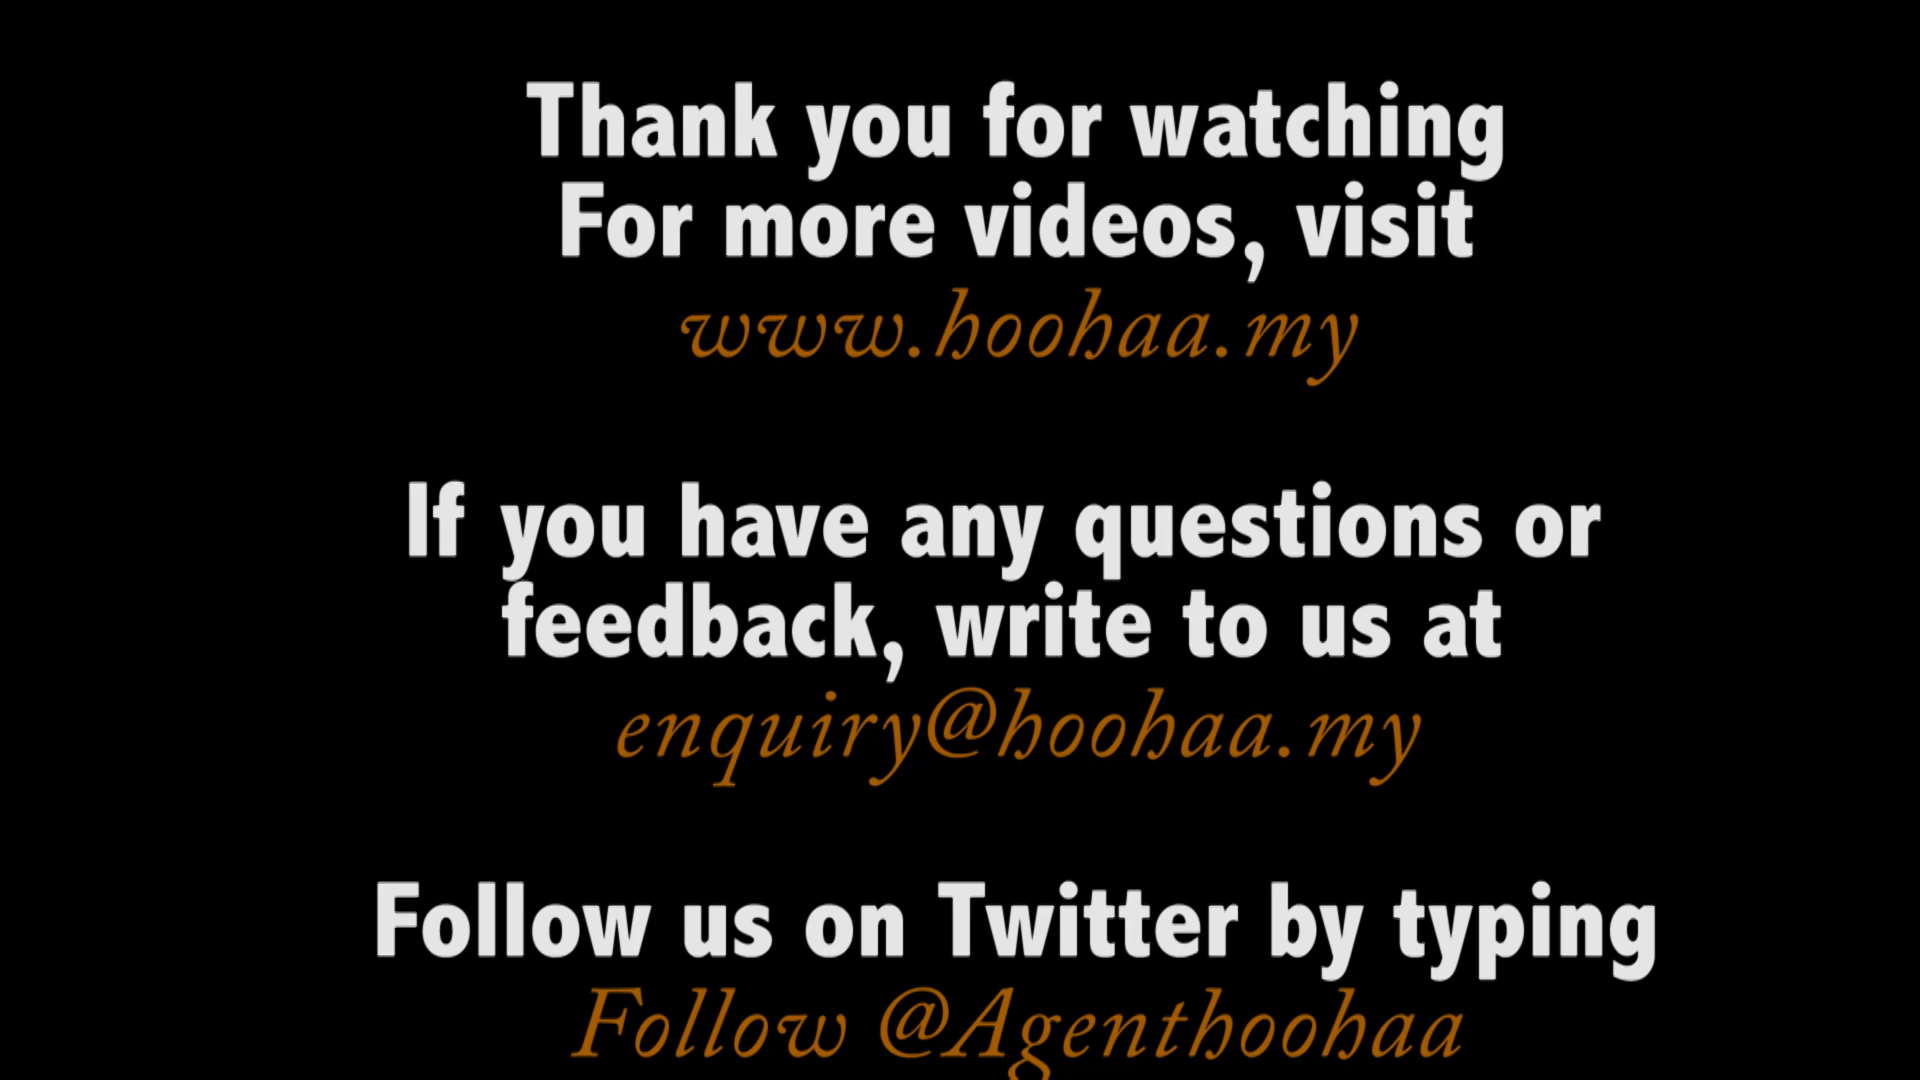 Thank you for watching
For more videos, visit
www.hoohaa.my
If you have any questions or
feedback, write to us at
enquiry@hoohaa.my
Follow us on Twitter by typing
Follow @Agenthoohaa